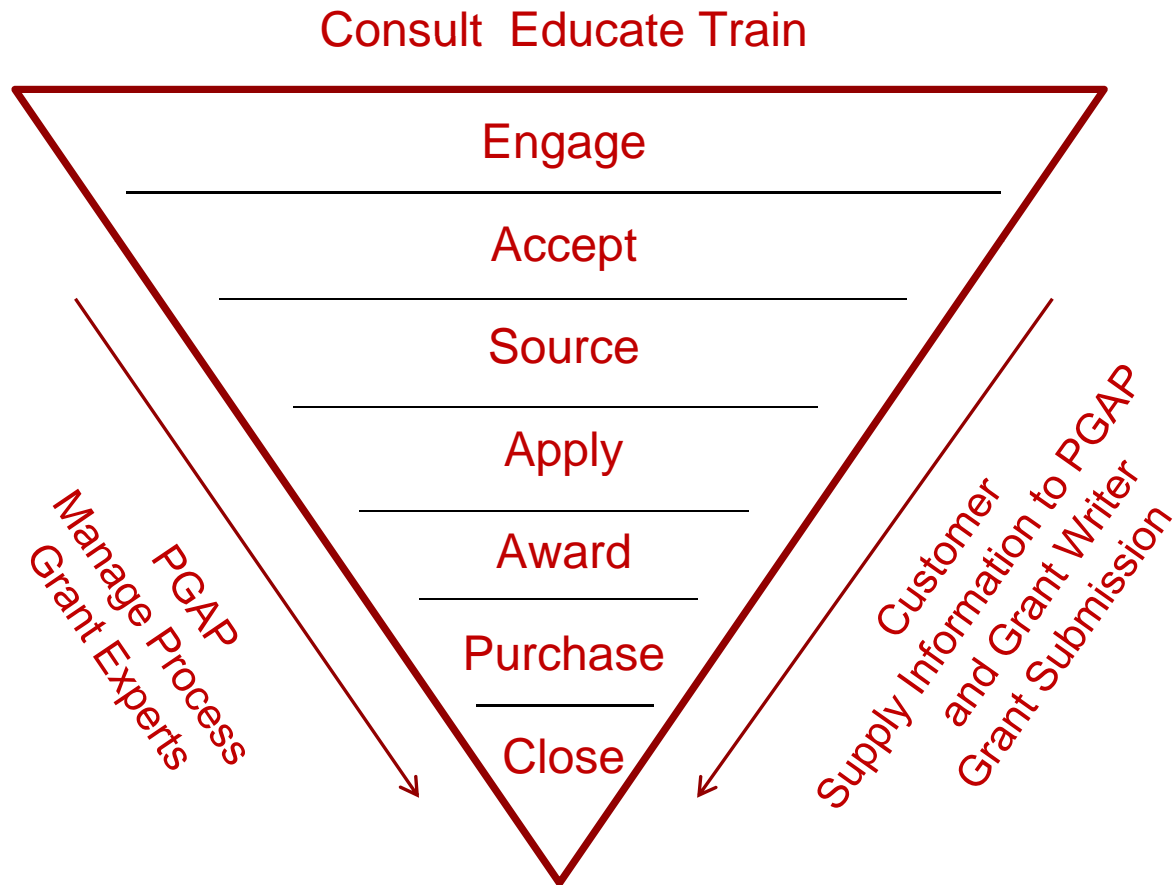 Consult  Educate Train
Engage
Accept
Source
Apply
Award
Purchase
Close
PGAP
Manage Process
Grant Experts
Customer
Supply Information to PGAP
and Grant Writer
Grant Submission